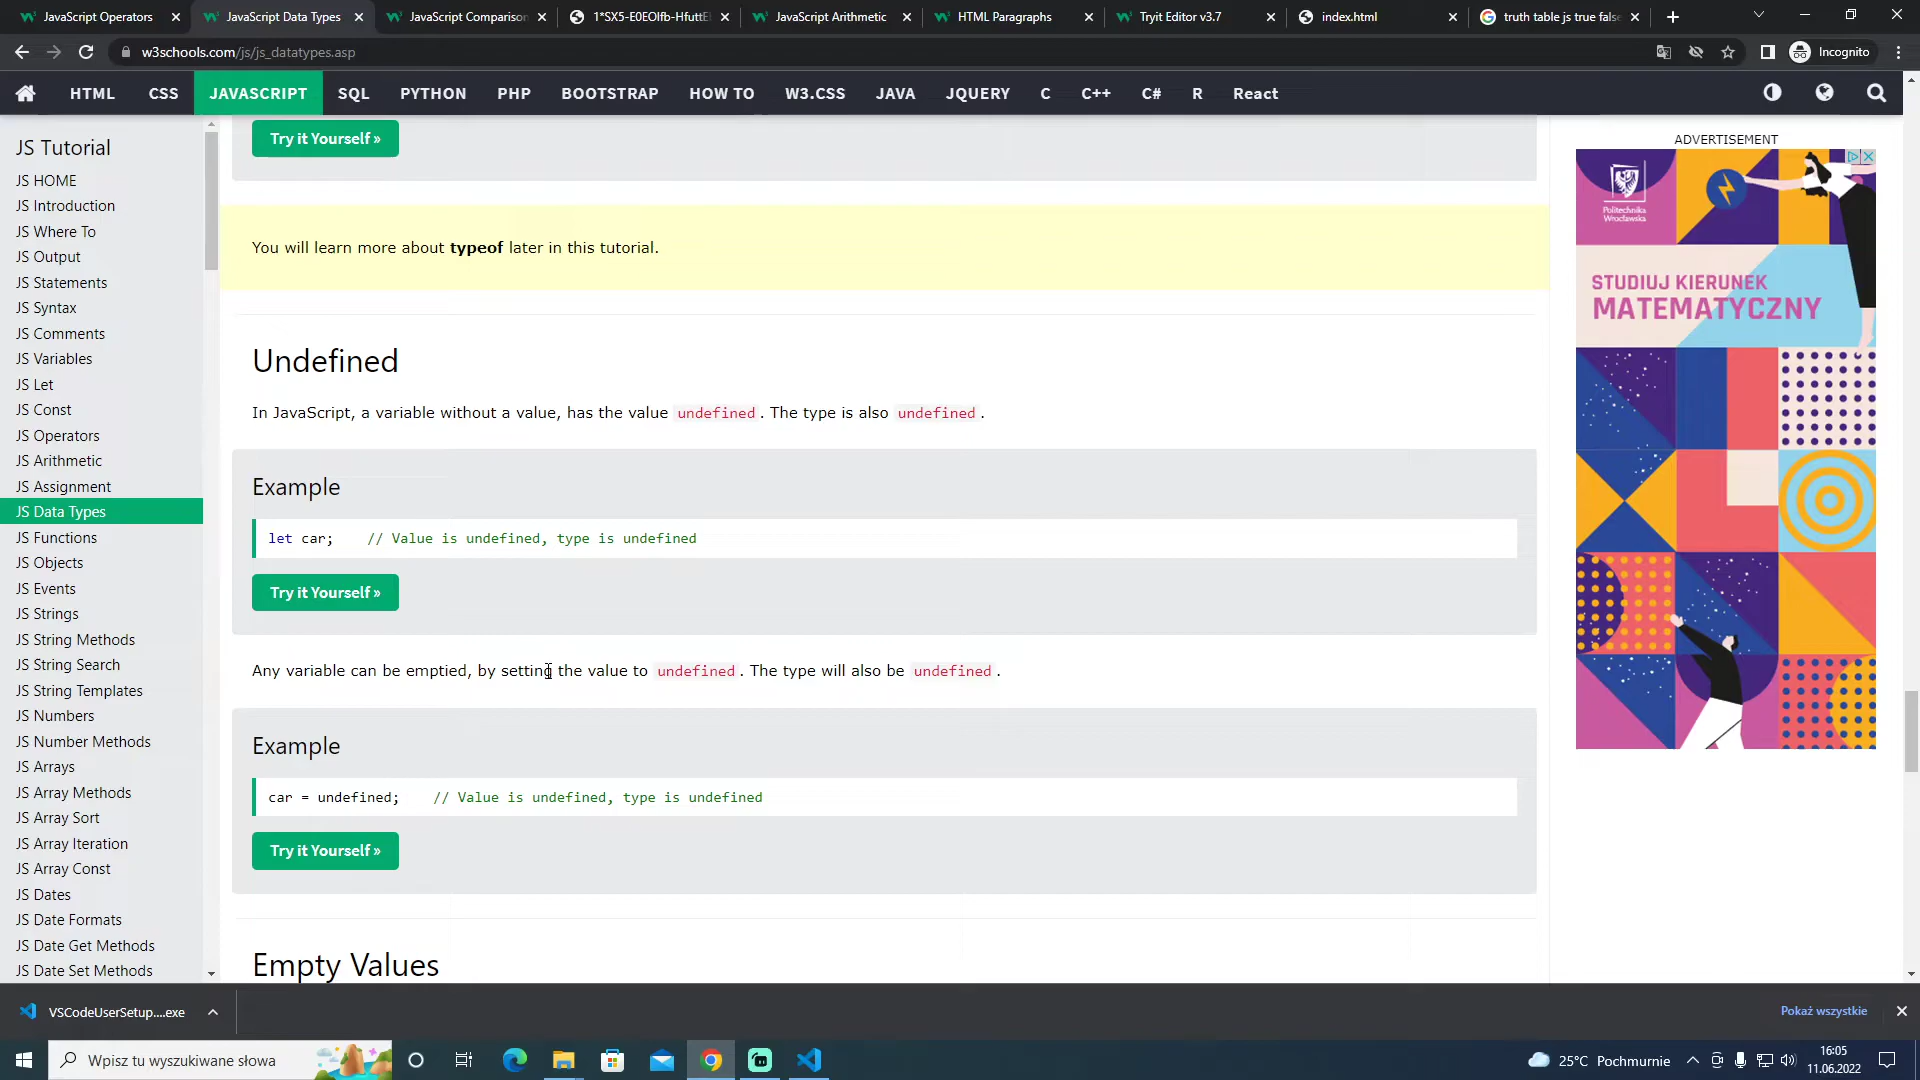 JavaScript Operators
JavaScript Data Types
JavaScript Comparison
1*SX5-E0EOlfb-HfuttE
JavaScript Arithmetic
HTML Paragraphs
Tryit Editor v3.7
index.html
truth table js true false
w3schools.com/js/js_datatypes.asp
Incognito
HTML
CSS
JAVASCRIPT
SQL
PYTHON
PHP
BOOTSTRAP
HOW TO
W3.CSS
JAVA
JQUERY
C
C++
C#
R
React
JS Tutorial
JS HOME
JS Introduction
JS Where To
JS Output
JS Statements
JS Syntax
JS Comments
JS Variables
JS Let
JS Const
JS Operators
JS Arithmetic
JS Assignment
JS Data Types
JS Functions
JS Objects
JS Events
JS Strings
JS String Methods
JS String Search
JS String Templates
JS Numbers
JS Number Methods
JS Arrays
JS Array Methods
JS Array Sort
JS Array Iteration
JS Array Const
JS Dates
JS Date Formats
JS Date Get Methods
JS Date Set Methods
Try it Yourself »
You will learn more about typeof later in this tutorial.
Undefined
In JavaScript, a variable without a value, has the value undefined. The type is also undefined.
Example
let car;    // Value is undefined, type is undefined
Try it Yourself »
Any variable can be emptied, by setting the value to undefined. The type will also be undefined.
Example
car = undefined;    // Value is undefined, type is undefined
Try it Yourself »
Empty Values
ADVERTISEMENT
Politechnika
Wrocławska
STUDIUJ KIERUNEK
MATEMATYCZNY
VSCodeUserSetup....exe
Pokaż wszystkie
Wpisz tu wyszukiwane słowa
25°C Pochmurnie
16:05
11.06.2022